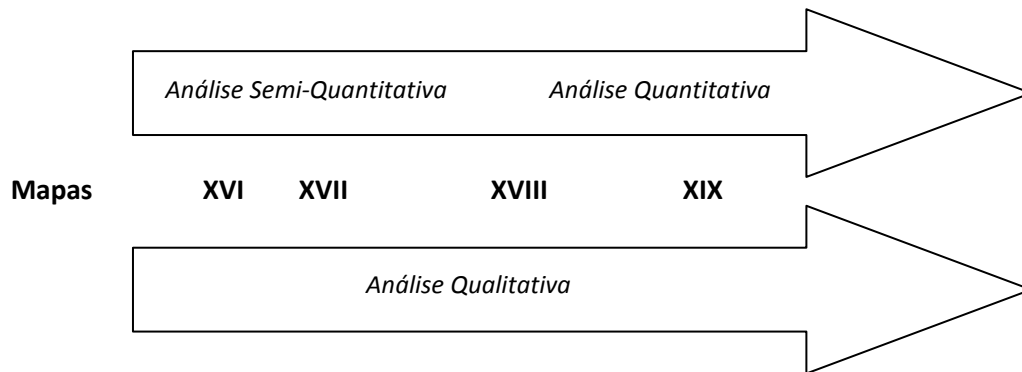 Análise Semi-Quantitativa Análise Quantitativa
Mapas XVI XVII XVIII XIX
Análise Qualitativa